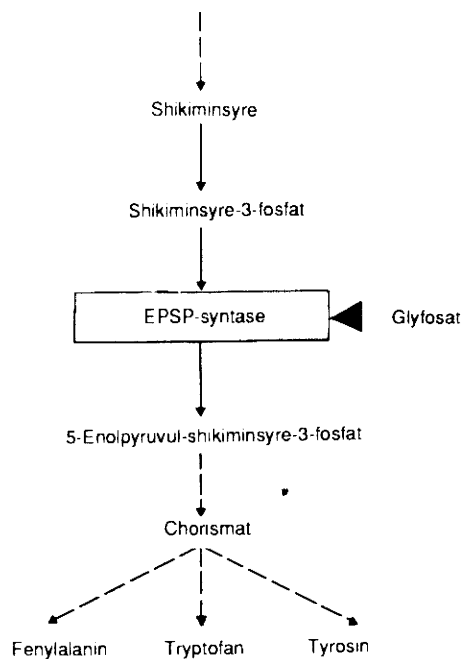 Shikiminsyre
Shikiminsyre-3-fosfat
EPSP-syntase
Glyfosat
5-Enolpyruvul-shikiminsyre-3-fosfat
Chorismat
Fenylalanin Tryptofan Tyrosin